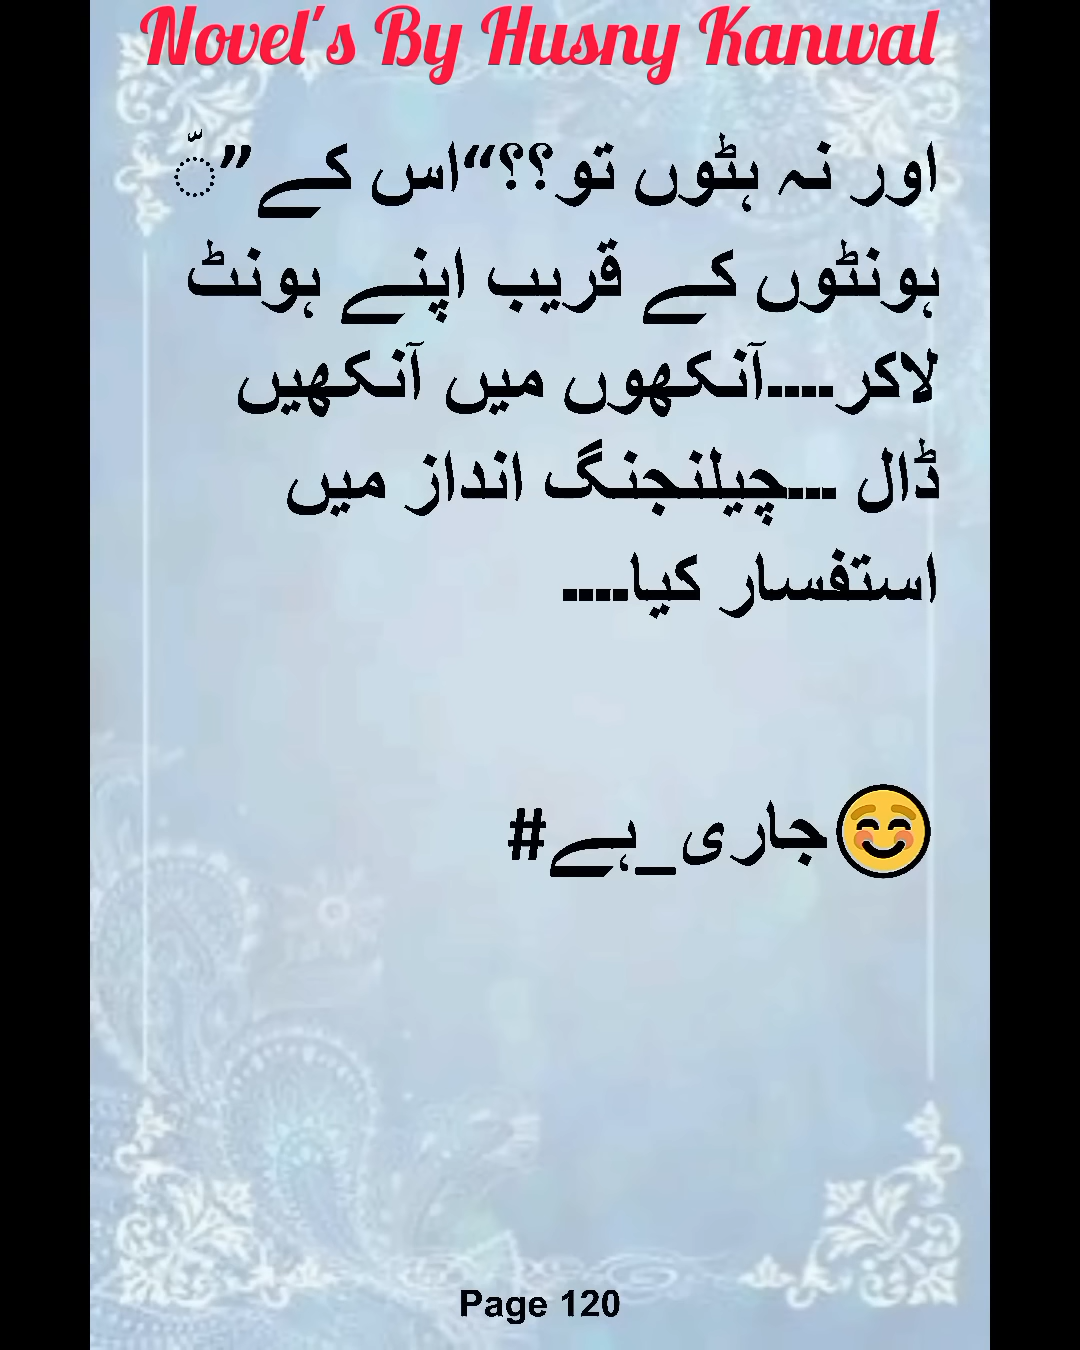 Novel's By Husny Kanwal
اور نہ ہٹوں تو؟؟“اس کے”ّ
ہونٹوں کے قریب اپنے ہونٹ
لاکر----آنکھوں میں آنکھیں
ڈال ---چیلنجنگ انداز میں
استفسار کیا----
😊جاری_ہے#
Page 120